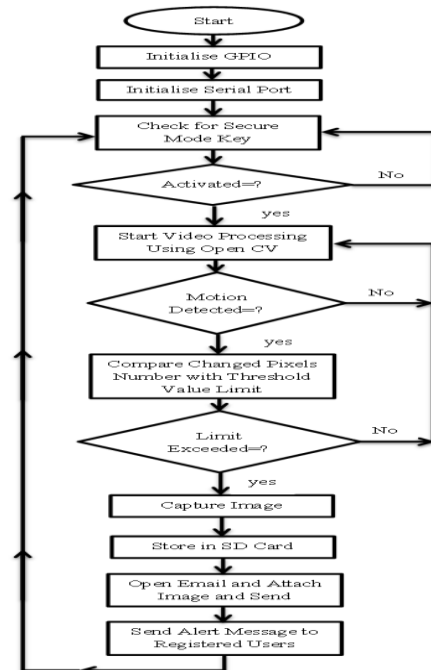 Start
Initialise GPIO
Initialise Serial Port
Check for Secure
Mode Key
Activated=?
No
yes
Start Video Processing
Using Open CV
Motion
Detected=?
No
yes
Compare Changed Pixels
Number with Threshold
Value Limit
Limit
Exceeded=?
No
yes
Capture Image
Store in SD Card
Open Email and Attach
Image and Send
Send Alert Message to
Registered Users